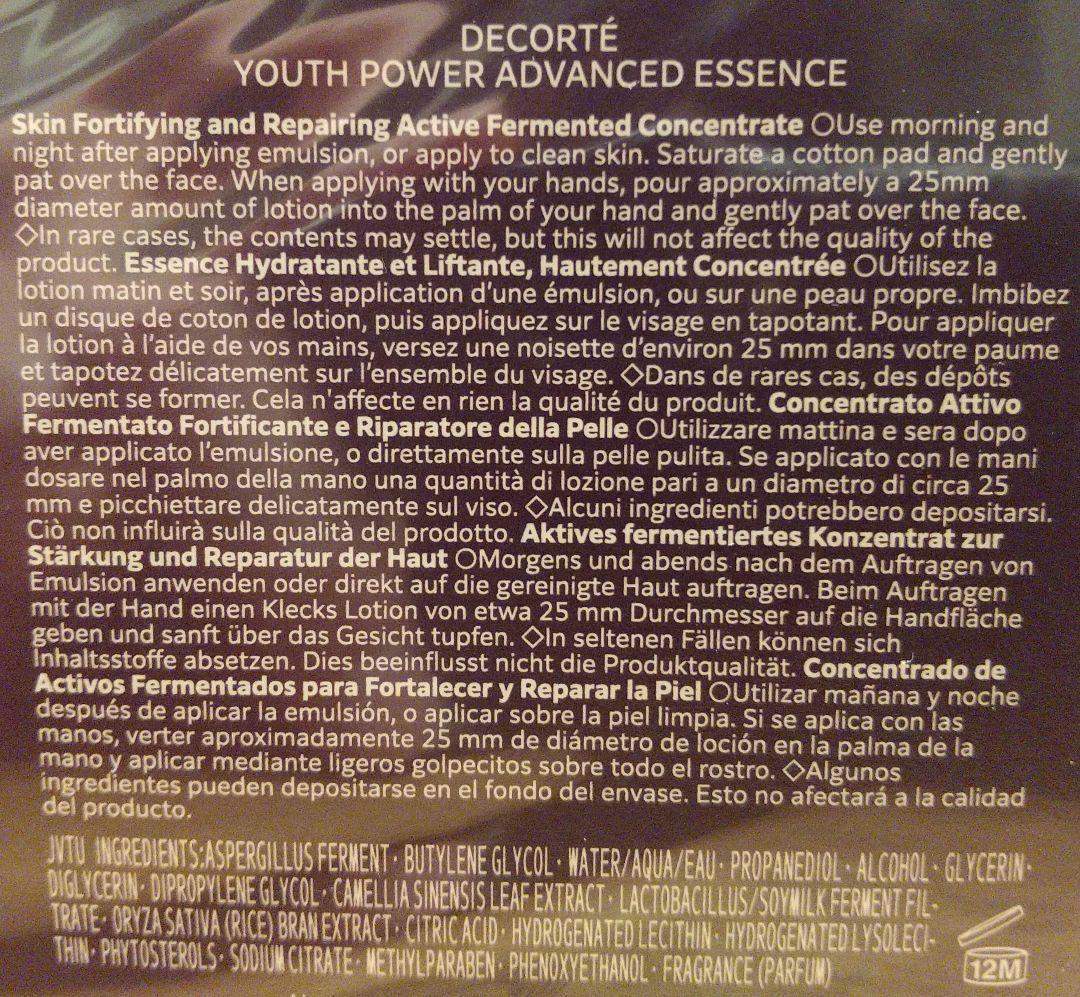 DECORTÉ
YOUTH POWER ADVANCED ESSENCE
Skin Fortifying and Repairing Active Fermented Concentrate ○Use morning and
night after applying emulsion, or apply to clean skin. Saturate a cotton pad and gently
pat over the face. When applying with your hands, pour approximately a 25mm
diameter amount of lotion into the palm of your hand and gently pat over the face.
◇In rare cases, the contents may settle, but this will not affect the quality of the
product. Essence Hydratante et Liftante, Hautement Concentrée ○Utilisez la
lotion matin et soir, après application d'une émulsion, ou sur une peau propre. Imbibez
un disque de coton de lotion, puis appliquez sur le visage en tapotant. Pour appliquer
la lotion à l'aide de vos mains, versez une noisette d'environ 25 mm dans votre paume
et tapotez délicatement sur l'ensemble du visage. ◇Dans de rares cas, des dépôts
peuvent se former. Cela n'affecte en rien la qualité du produit. Concentrato Attivo
Fermentato Fortificante e Riparatore della Pelle ○Utilizzare mattina e sera dopo
aver applicato l'emulsione, o direttamente sulla pelle pulita. Se applicato con le mani
dosare nel palmo della mano una quantità di lozione pari a un diametro di circa 25
mm e picchiettare delicatamente sul viso. ◇Alcuni ingredienti potrebbero depositarsi.
Ciò non influirà sulla qualità del prodotto. Aktives fermentiertes Konzentrat zur
Stärkung und Reparatur der Haut ○Morgens und abends nach dem Auftragen von
Emulsion anwenden oder direkt auf die gereinigte Haut auftragen. Beim Auftragen
mit der Hand einen Klecks Lotion von etwa 25 mm Durchmesser auf die Handfläche
geben und sanft über das Gesicht tupfen. ◇In seltenen Fällen können sich
Inhaltsstoffe absetzen. Dies beeinflusst nicht die Produktqualität. Concentrado de
Activos Fermentados para Fortalecer y Reparar la Piel ○Utilizar mañana y noche
después de aplicar la emulsión, o aplicar sobre la piel limpia. Si se aplica con las
manos, verter aproximadamente 25 mm de diámetro de loción en la palma de la
mano y aplicar mediante ligeros golpecitos sobre todo el rostro. ◇Algunos
ingredientes pueden depositarse en el fondo del envase. Esto no afectará a la calidad
del producto.
JVTU INGREDIENTS:ASPERGILLUS FERMENT・BUTYLENE GLYCOL・WATER/AQUA/EAU・PROPANEDIOL・ALCOHOL・GLYCERIN・
DIGLYCERIN・DIPROPYLENE GLYCOL・CAMELLIA SINENSIS LEAF EXTRACT・LACTOBACILLUS/SOYMILK FERMENT FIL-
TRATE・ORYZA SATIVA (RICE) BRAN EXTRACT・CITRIC ACID・HYDROGENATED LECITHIN・HYDROGENATED LYSOLECI-
THIN・PHYTOSTEROLS・SODIUM CITRATE・METHYLPARABEN・PHENOXYETHANOL・FRAGRANCE (PARFUM)
12M